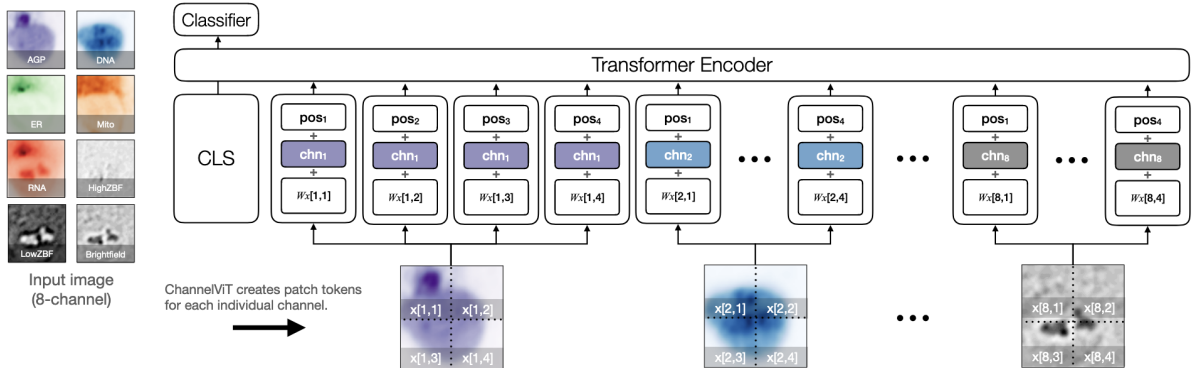 AGP
DNA
ER
Mito
RNA
HighZBF
LowZBF
Brightfield
Input image
(8-channel)
Classifier
Transformer Encoder
CLS
pos1
+
chn1
+
Wx[1,1]
pos2
+
chn1
+
Wx[1,2]
pos3
+
chn1
+
Wx[1,3]
pos4
+
chn1
+
Wx[1,4]
pos1
+
chn2
+
Wx[2,1]
•••
pos4
+
chn2
+
Wx[2,4]
•••
pos1
+
chn8
+
Wx[8,1]
•••
pos4
+
chn8
+
Wx[8,4]
ChannelViT creates patch tokens
for each individual channel.
x[1,1] x[1,2]
x[1,3] x[1,4]
x[2,1] x[2,2]
x[2,3] x[2,4]
•••
x[8,1] x[8,2]
x[8,3] x[8,4]